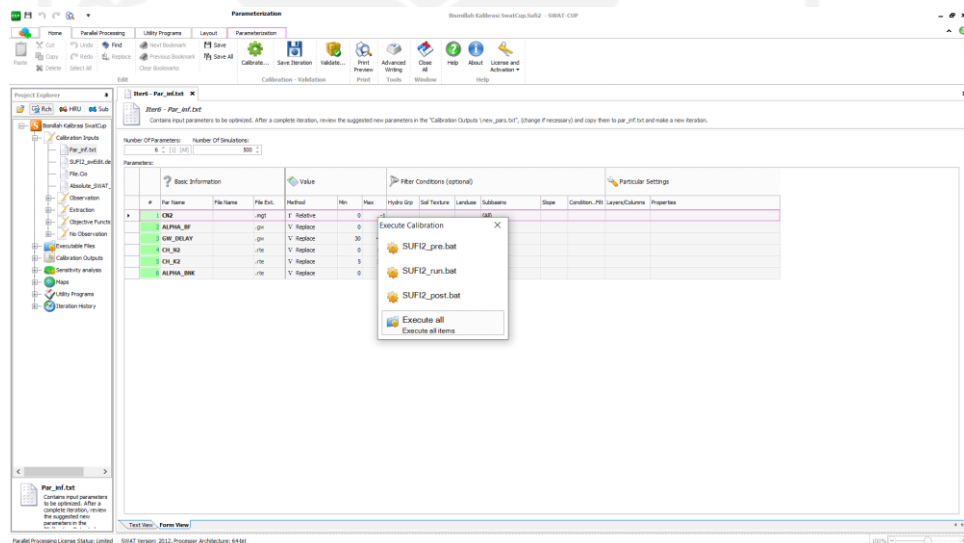 Parameterization
Bismillah Kalibrasi SwatCup.Sufi2 - SWAT-CUP
Home Parallel Processing Utility Programs Layout Parameterization
Paste
Cut Undo Find
Copy Redo Replace
Delete Select All
Next Bookmark
Previous Bookmark
Clear Bookmarks
Save
Save All
Calibrate... Save Iteration Validate... Print Preview Advanced Writing Close All Help About License and Activation
Edit Calibration - Validation Print Tools Window Help
Project Explorer
Rch HRU Sub
Bismillah Kalibrasi SwatCup
Calibration Inputs
Par_inf.txt
SUFI2_swEdit.de
File.Cio
Absolute_SWAT_
Observation
Extraction
Objective Functi
No Observation
Executable Files
Calibration Outputs
Sensitivity analysis
Maps
Utility Programs
Iteration History
Par_inf.txt
Contains input parameters
to be optimized. After a
complete iteration, review
the suggested new
parameters in the
Iter6 - Par_inf.txt
Iter6 - Par_inf.txt
Contains input parameters to be optimized. After a complete iteration, review the suggested new parameters in the "Calibration Outputs \new_pars.txt", (change if necessary) and copy them to par_inf.txt and make a new iteration.
Number Of Parameters: Number Of Simulations:
6 500
Parameters:
Basic Information Value Filter Conditions (optional) Particular Settings
# Par Name File Name File Ext. Method Min Max Hydro Grp Soil Texture Landuse Subbasins Slope Condition...Filt Layers/Columns Properties
1 CN2 .mgt r Relative 0 (All)
2 ALPHA_BF .gw V Replace 0
3 GW_DELAY .gw V Replace 30
4 CH_N2 .rte V Replace 0
5 CH_K2 .rte V Replace 5
6 ALPHA_BNK .rte V Replace 0
Execute Calibration
SUFI2_pre.bat
SUFI2_run.bat
SUFI2_post.bat
Execute all
Execute all items
Text View Form View
Parallel Processing License Status: Limited SWAT Version: 2012, Processor Architecture: 64-bit
100%